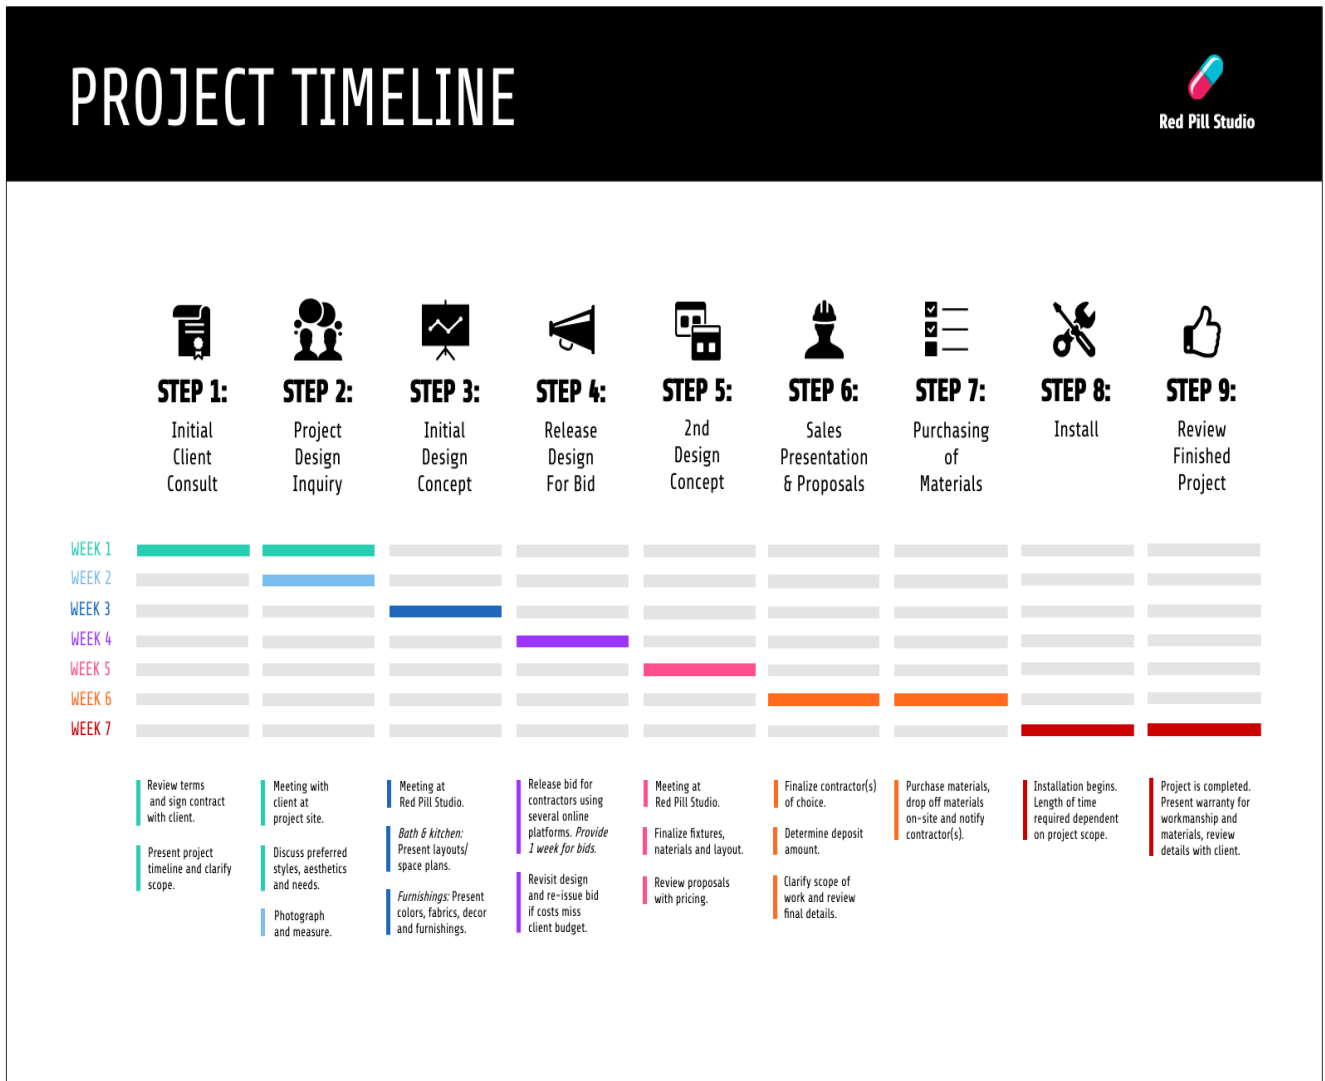 PROJECT TIMELINE
Red Pill Studio
STEP 1:
Initial
Client
Consult
STEP 2:
Project
Design
Inquiry
STEP 3:
Initial
Design
Concept
STEP 4:
Release
Design
For Bid
STEP 5:
2nd
Design
Concept
STEP 6:
Sales
Presentation
& Proposals
STEP 7:
Purchasing
of
Materials
STEP 8:
Install
STEP 9:
Review
Finished
Project
WEEK 1
WEEK 2
WEEK 3
WEEK 4
WEEK 5
WEEK 6
WEEK 7
Review terms
and sign contract
with client.
Present project
timeline and clarify
scope.
Meeting with
client at
project site.
Discuss preferred
styles, aesthetics
and needs.
Photograph
and measure.
Meeting at
Red Pill Studio.
Bath & kitchen:
Present layouts/
space plans.
Furnishings: Present
colors, fabrics, decor
and furnishings.
Release bid for
contractors using
several online
platforms. Provide
1 week for bids.
Revisit design
and re-issue bid
if costs miss
client budget.
Meeting at
Red Pill Studio.
Finalize fixtures,
naterials and layout.
Review proposals
with pricing.
Finalize contractor(s)
of choice.
Determine deposit
amount.
Clarify scope of
work and review
final details.
Purchase materials,
drop off materials
on-site and notify
contractor(s).
Installation begins.
Length of time
required dependent
on project scope.
Project is completed.
Present warranty for
workmanship and
materials, review
details with client.